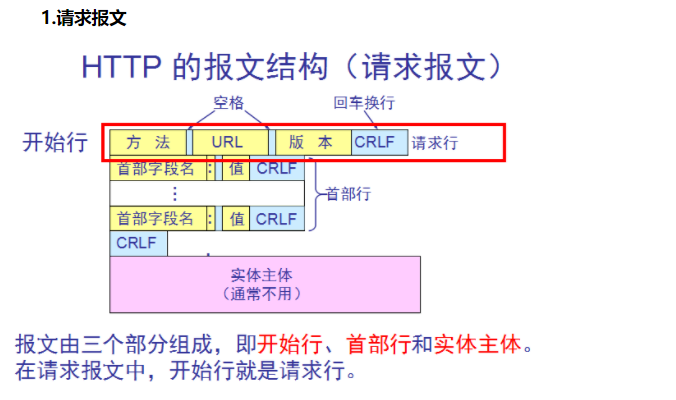 1.请求报文
HTTP 的报文结构（请求报文）
空格 回车换行
开始行 方 法 URL 版 本 CRLF 请求行
首部字段名 : 值 CRLF
⋮ 首部行
首部字段名 : 值 CRLF
CRLF
实体主体
（通常不用）
报文由三个部分组成，即开始行、首部行和实体主体。
在请求报文中，开始行就是请求行。